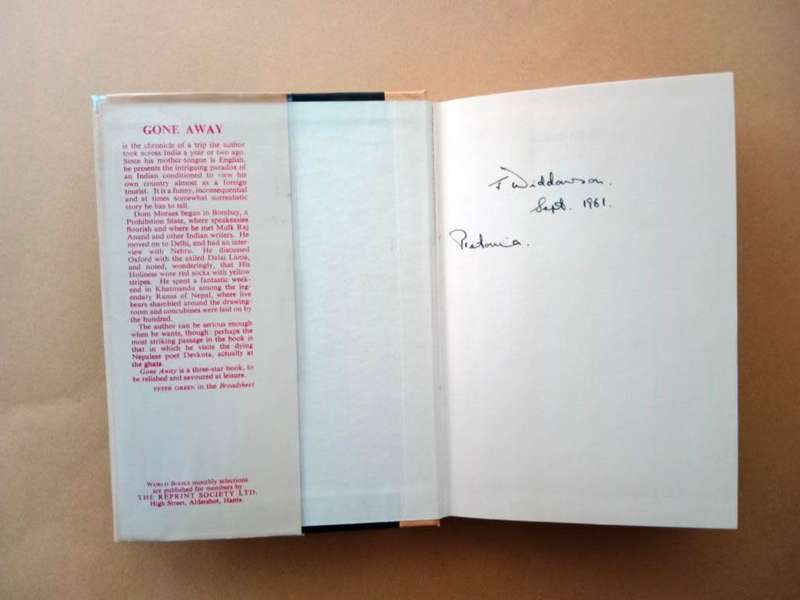 GONE AWAY
is the chronicle of a trip the author
took across India a year or two ago.
Since his mother-tongue is English,
he presents the intriguing paradox of
an Indian conditioned to view his
own country almost as a foreign
tourist. It is a funny, inconsequential
and at times somewhat surrealistic
story he has to tell.
Dom Moraes began in Bombay, a
Prohibition State, where speakeasies
flourish and where he met Mulk Raj
Anand and other Indian writers. He
moved on to Delhi, and had an inter-
view with Nehru. He discussed
Oxford with the exiled Dalai Lama,
and noted, wonderingly, that His
Holiness wore red socks with yellow
stripes. He spent a fantastic week-
end in Khatmandu among the leg-
endary Ranas of Nepal, where live
bears shambled around the drawing-
room and concubines were laid on by
the hundred.
The author can be serious enough
when he wants, though: perhaps the
most striking passage in the book is
that in which he visits the dying
Nepalese poet Devkota, actually at
the ghats.
Gone Away is a three-star book, to
be relished and savoured at leisure.
PETER GREEN in the Broadsheet
WORLD BOOKS monthly selections
are published for members by
THE REPRINT SOCIETY LTD.
High Street, Aldershot, Hants.
Widdowson.
Sept. 1961.
Pretoria.